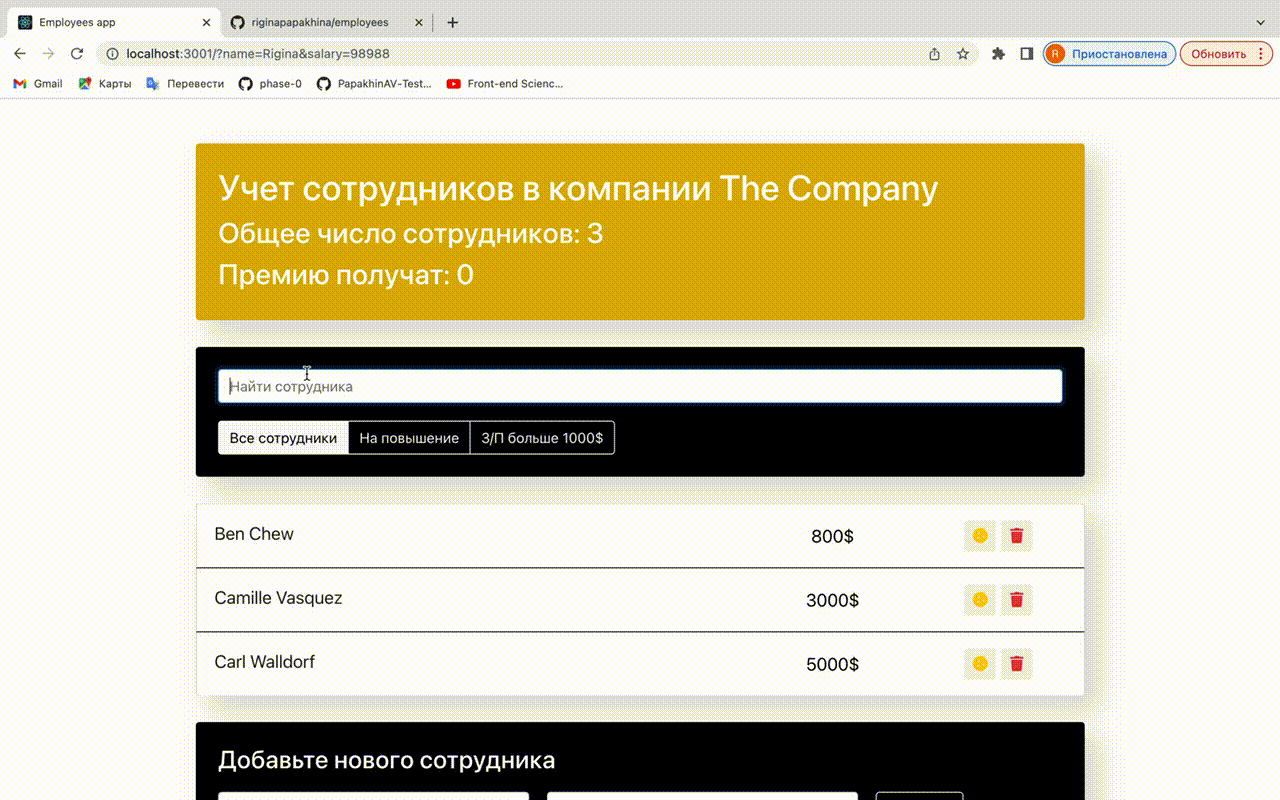 Employees app
riginapapakhina/employees
localhost:3001/?name=Rigina&salary=98988
R
Приостановлена
Обновить
Gmail
Карты
Перевести
phase-0
PapakhinAV-Test...
Front-end Scienc...
Учет сотрудников в компании The Company
Общее число сотрудников: 3
Премию получат: 0
Найти сотрудника
Все сотрудники
На повышение
З/П больше 1000$
Ben Chew
800$
Camille Vasquez
3000$
Carl Walldorf
5000$
Добавьте нового сотрудника